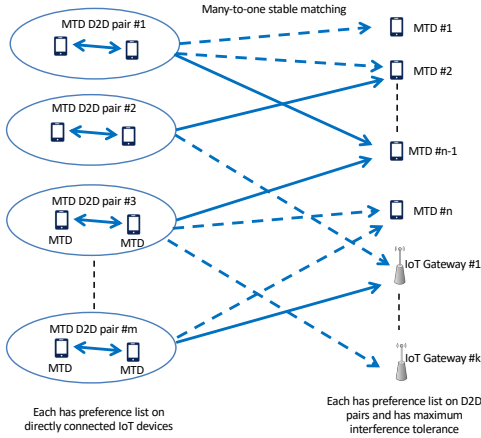 Many-to-one stable matching
MTD D2D pair #1
MTD #1
MTD #2
MTD D2D pair #2
MTD #n-1
MTD D2D pair #3
MTD
MTD
MTD #n
IoT Gateway #1
MTD D2D pair #m
MTD
MTD
IoT Gateway #k
Each has preference list on
directly connected IoT devices
Each has preference list on D2D
pairs and has maximum
interference tolerance